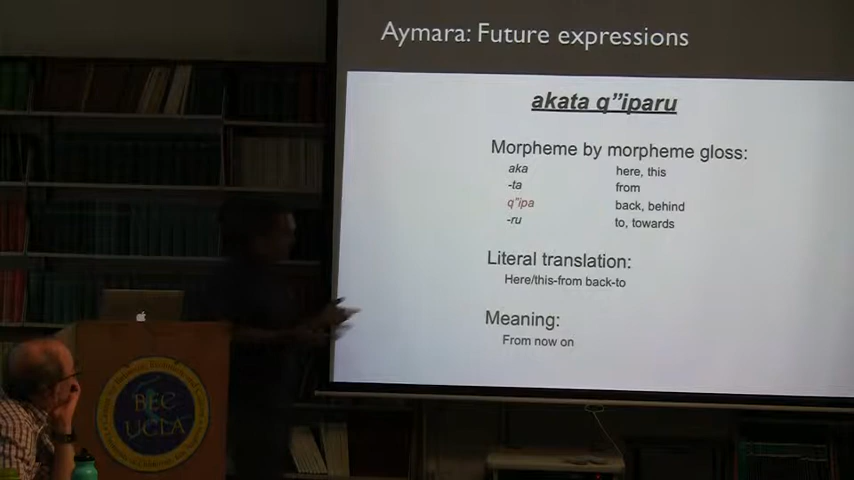 Aymara: Future expressions
akata q"iparu
Morpheme by morpheme gloss:
aka here, this
-ta from
q"ipa back, behind
-ru to, towards
Literal translation:
Here/this-from back-to
Meaning:
From now on
BEC
UCLA